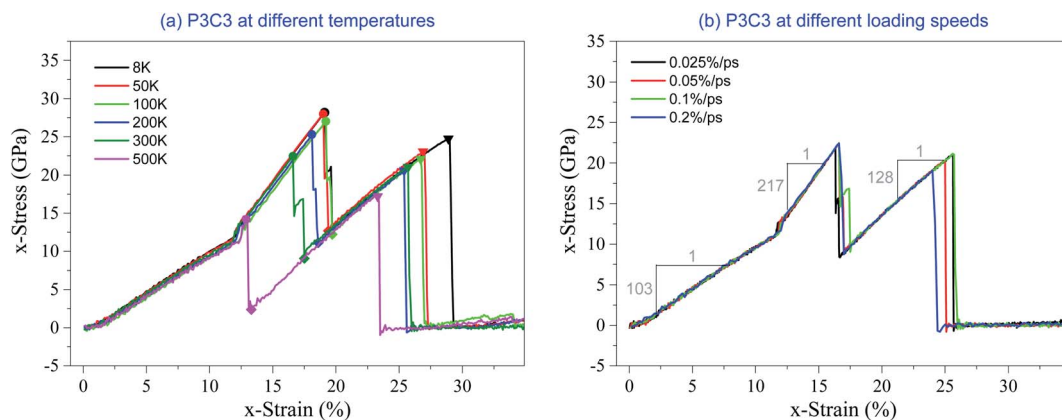 (a) P3C3 at different temperatures
35
30
25
20
15
10
5
0
-5
x-Stress (GPa)
8K
50K
100K
200K
300K
500K
0 5 10 15 20 25 30
x-Strain (%)
(b) P3C3 at different loading speeds
35
30
25
20
15
10
5
0
-5
x-Stress (GPa)
0.025%/ps
0.05%/ps
0.1%/ps
0.2%/ps
1
217
1
128
1
103
0 5 10 15 20 25 30
x-Strain (%)